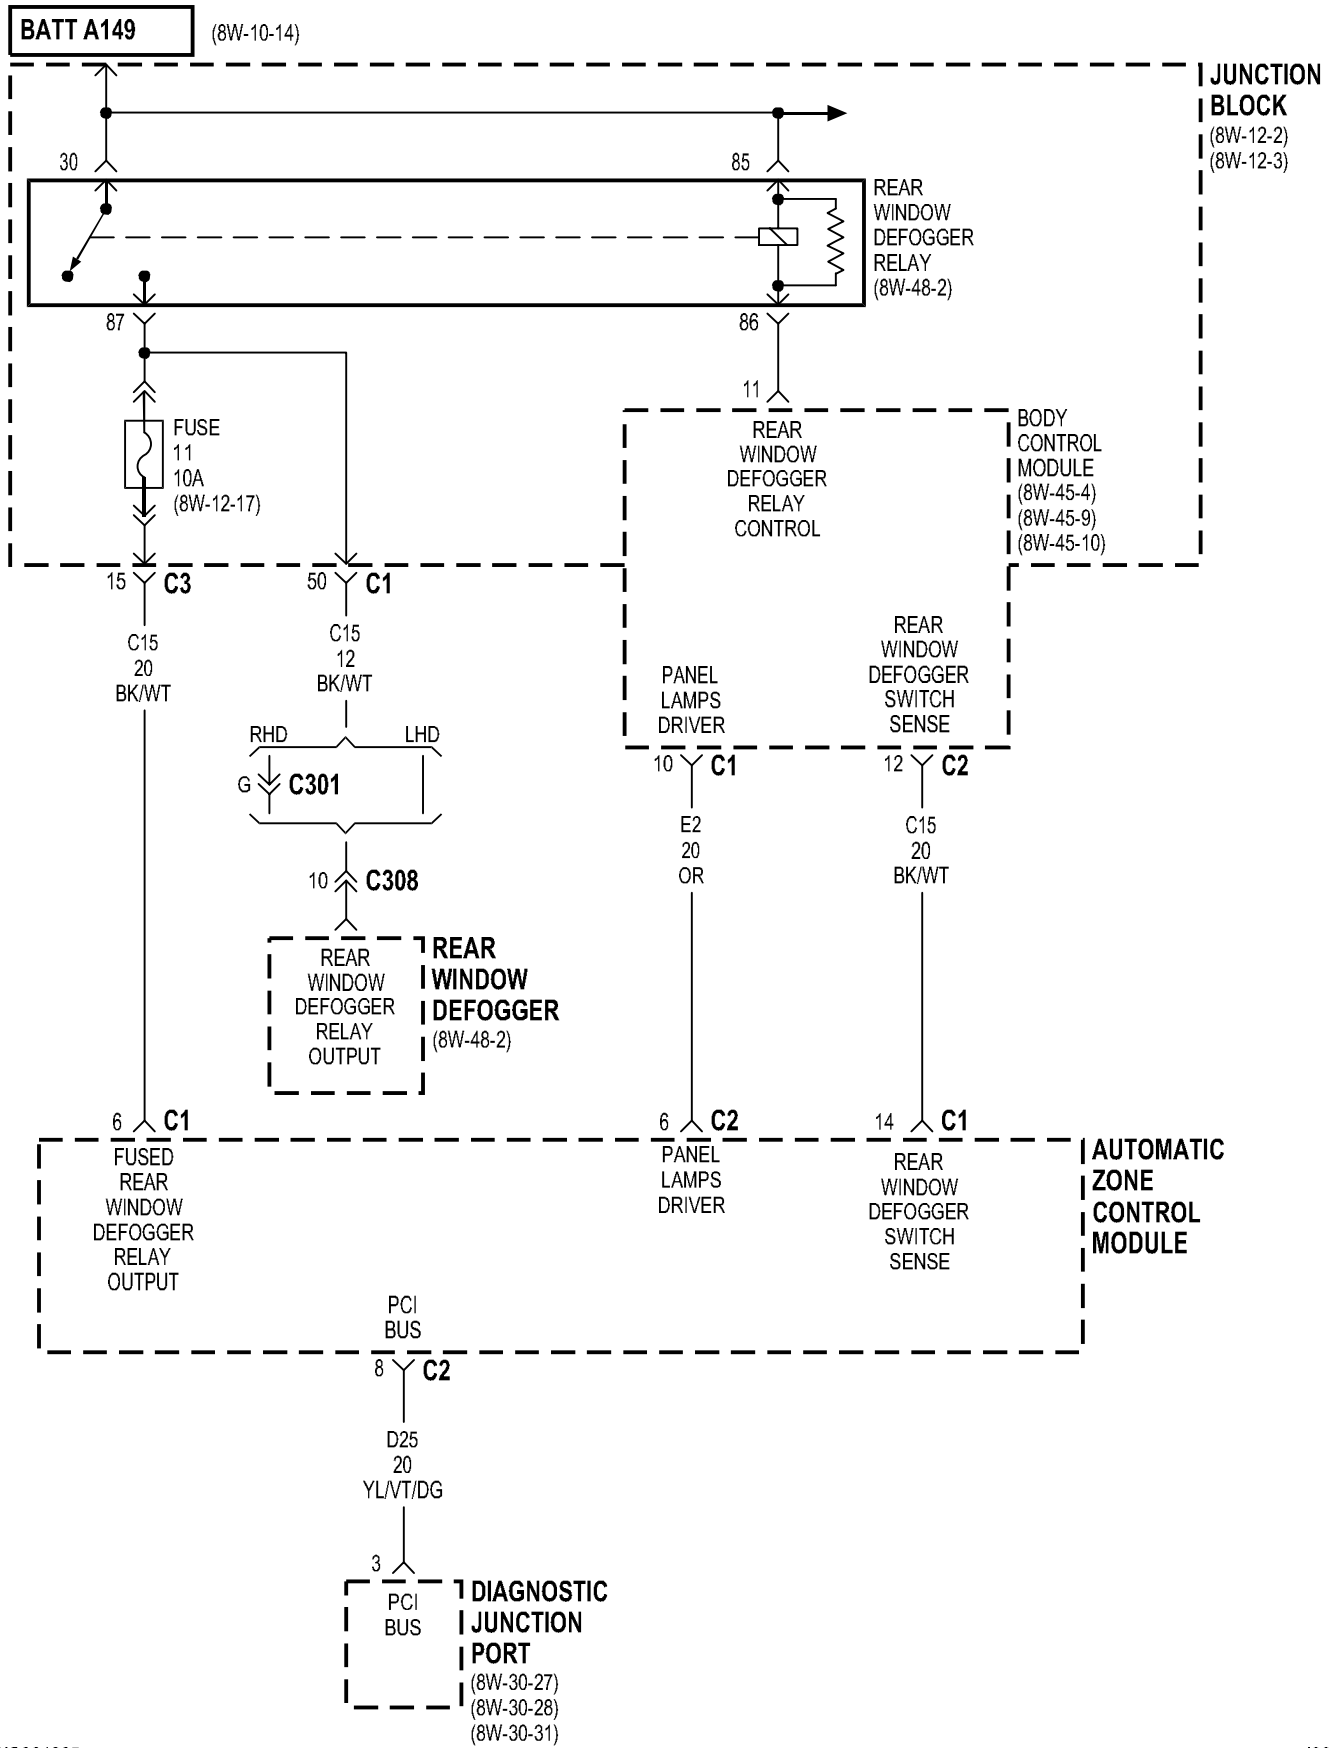 BATT A149
(8W-10-14)
JUNCTION
BLOCK
(8W-12-2)
(8W-12-3)
30
85
REAR
WINDOW
DEFOGGER
RELAY
(8W-48-2)
87
86
11
FUSE
11
10A
(8W-12-17)
REAR
WINDOW
DEFOGGER
RELAY
CONTROL
BODY
CONTROL
MODULE
(8W-45-4)
(8W-45-9)
(8W-45-10)
15
C3
50
C1
C15
20
BK/WT
C15
12
BK/WT
PANEL
LAMPS
DRIVER
REAR
WINDOW
DEFOGGER
SWITCH
SENSE
RHD
LHD
G
C301
10
C1
12
C2
E2
20
OR
C15
20
BK/WT
10
C308
REAR
WINDOW
DEFOGGER
RELAY
OUTPUT
REAR
WINDOW
DEFOGGER
(8W-48-2)
6
C1
6
C2
14
C1
FUSED
REAR
WINDOW
DEFOGGER
RELAY
OUTPUT
PANEL
LAMPS
DRIVER
REAR
WINDOW
DEFOGGER
SWITCH
SENSE
AUTOMATIC
ZONE
CONTROL
MODULE
PCI
BUS
8
C2
D25
20
YL/VT/DG
3
PCI
BUS
DIAGNOSTIC
JUNCTION
PORT
(8W-30-27)
(8W-30-28)
(8W-30-31)